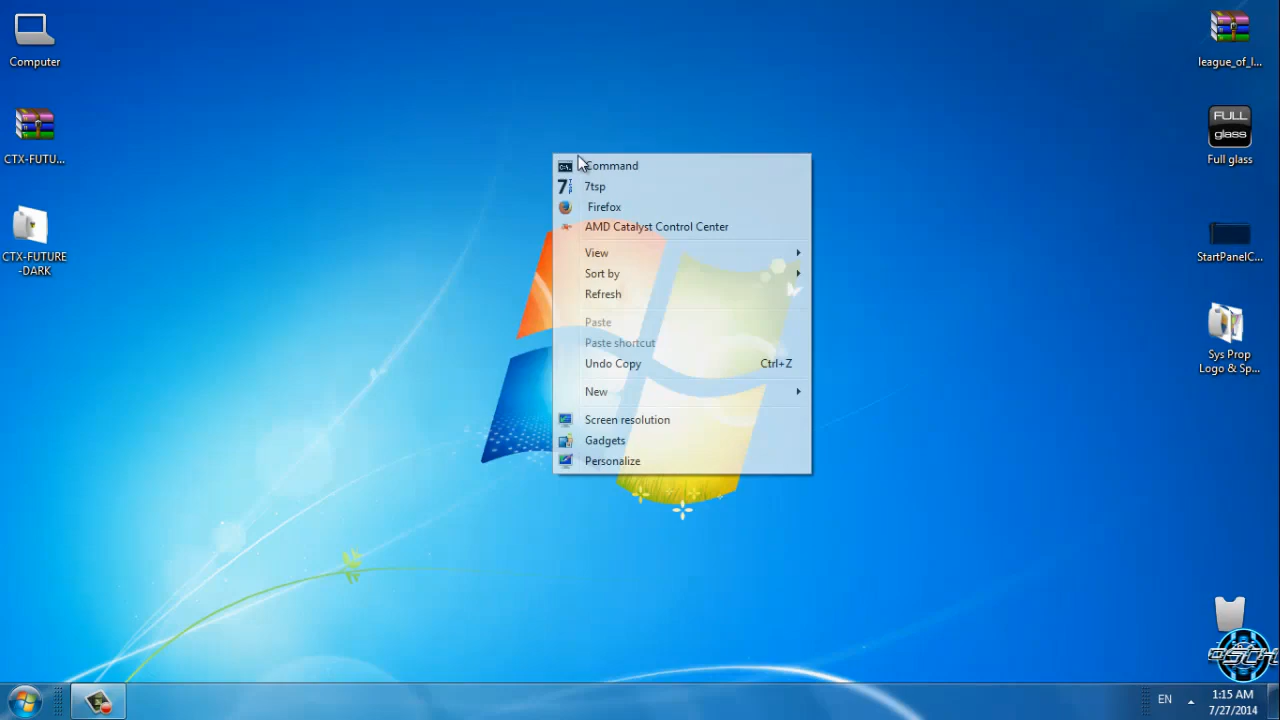 Computer
CTX-FUTU...
CTX-FUTURE
-DARK
Command
7tsp
Firefox
AMD Catalyst Control Center
View
Sort by
Refresh
Paste
Paste shortcut
Undo Copy Ctrl+Z
New
Screen resolution
Gadgets
Personalize
league_of_l...
FULL
glass
Full glass
StartPanelC...
Sys Prop
Logo & Sp...
EN
1:15 AM
7/27/2014